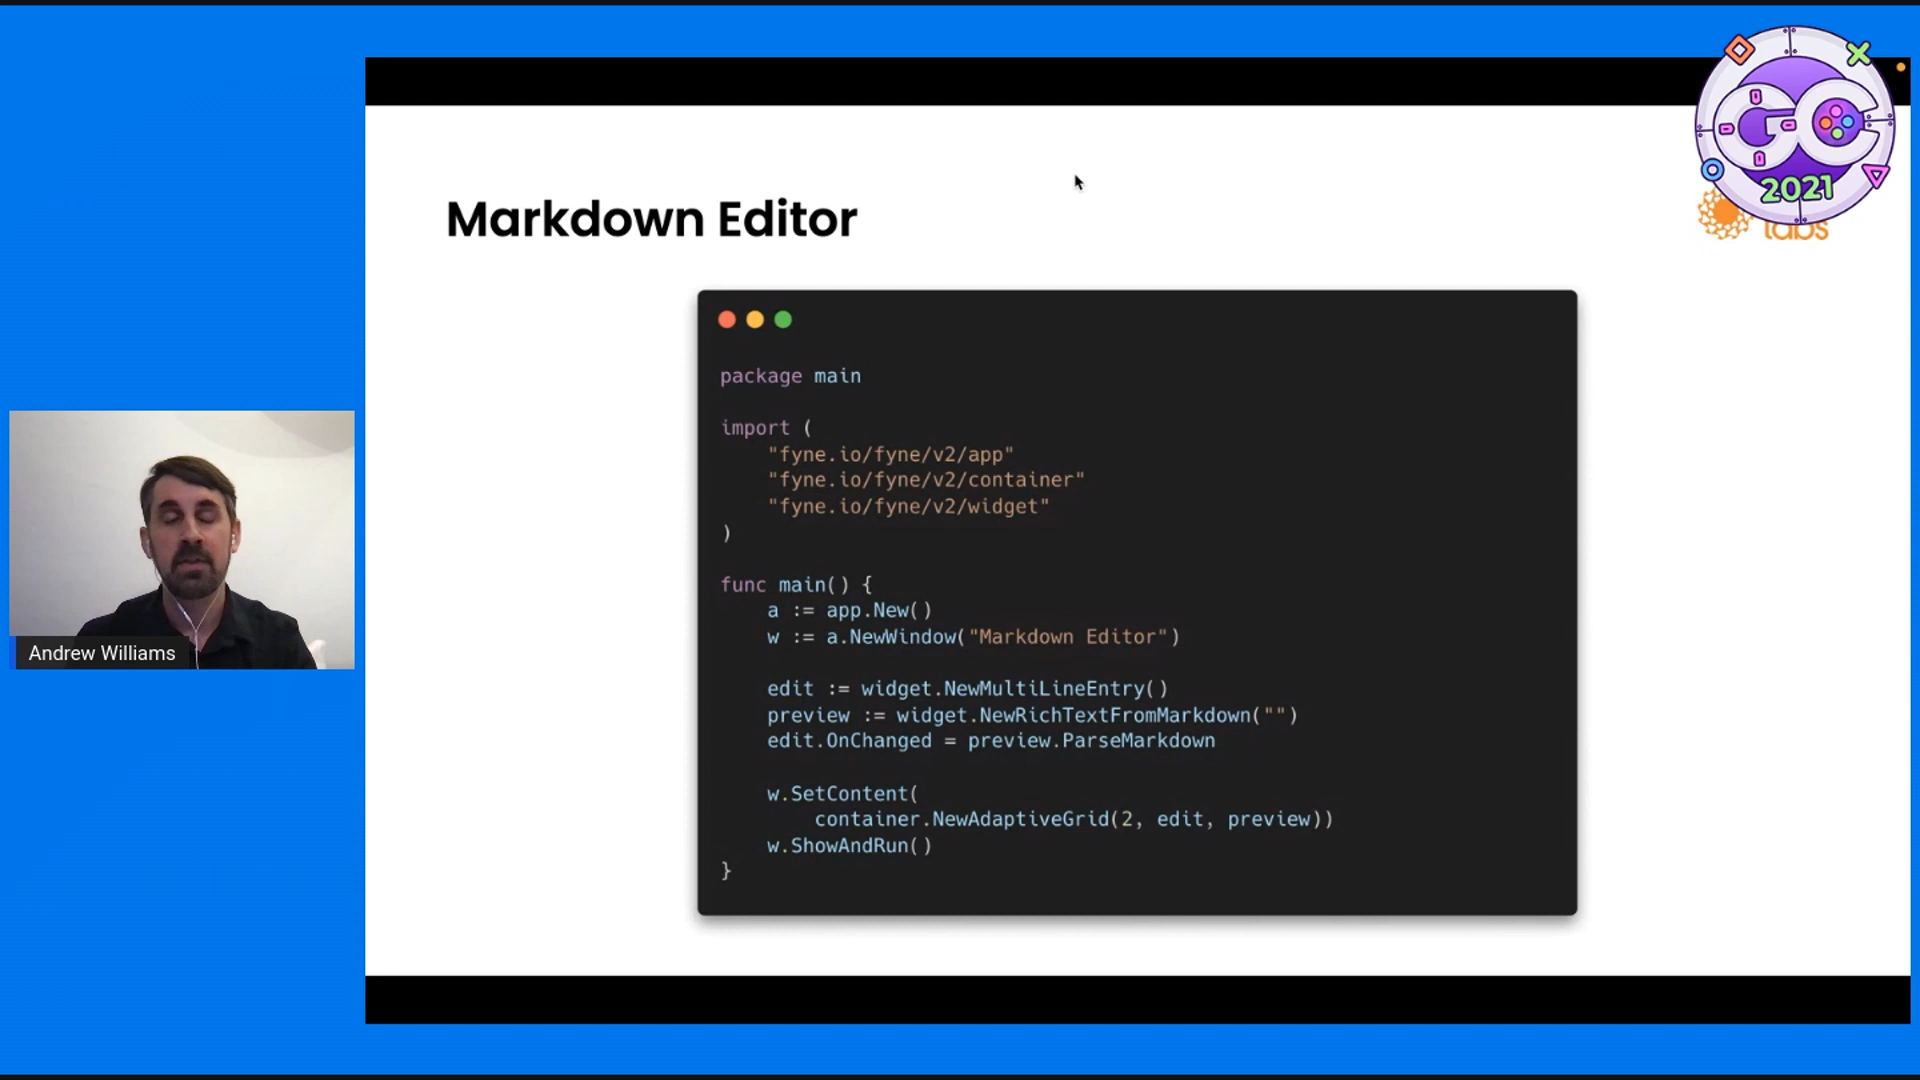 GC
2021
labs
Markdown Editor
package main
import (
"fyne.io/fyne/v2/app"
"fyne.io/fyne/v2/container"
"fyne.io/fyne/v2/widget"
)
func main() {
a := app.New()
w := a.NewWindow("Markdown Editor")
edit := widget.NewMultiLineEntry()
preview := widget.NewRichTextFromMarkdown("")
edit.OnChanged = preview.ParseMarkdown
w.SetContent(
container.NewAdaptiveGrid(2, edit, preview))
w.ShowAndRun()
}
Andrew Williams